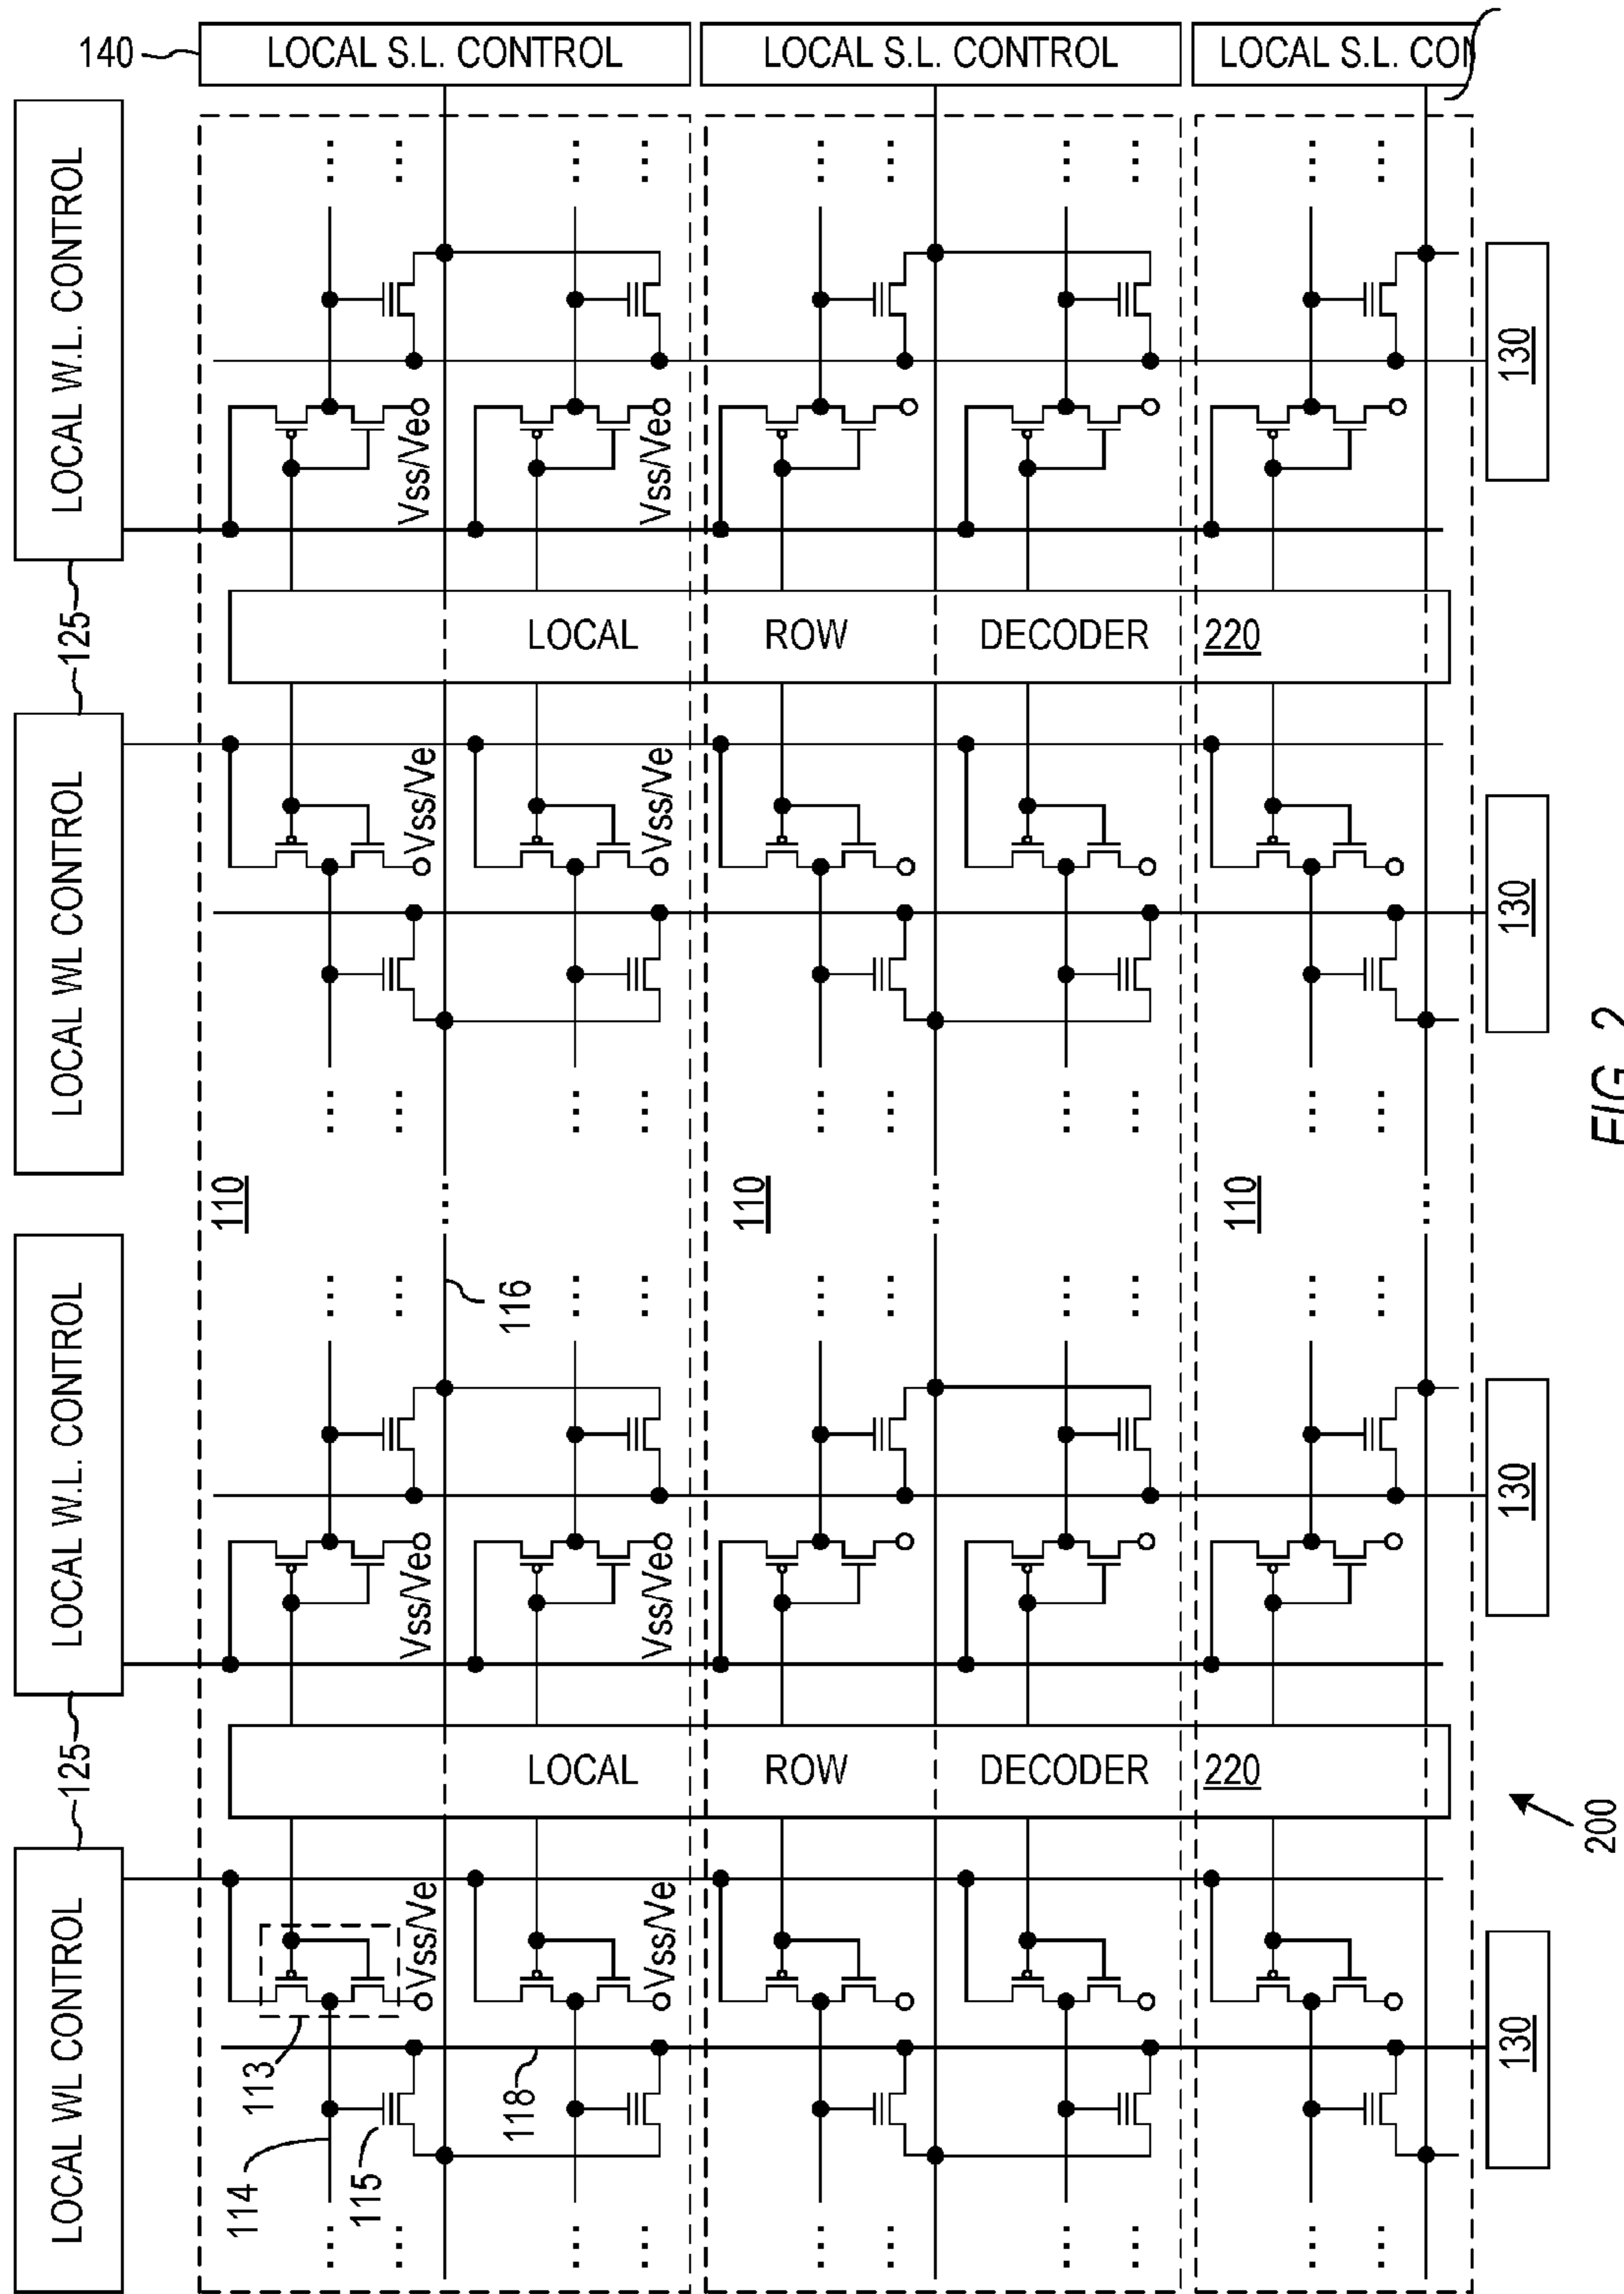 140
LOCAL S.L. CONTROL
LOCAL S.L. CONTROL
LOCAL S.L. CON
LOCAL W.L. CONTROL
Vss/Ve
Vss/Ve
130
125
LOCAL ROW DECODER 220
LOCAL WL CONTROL
Vss/Ve
Vss/Ve
130
110
110
110
FIG. 2
LOCAL W.L. CONTROL
116
Vss/Ve
Vss/Ve
130
125
LOCAL ROW DECODER 220
200
LOCAL WL CONTROL
Vss/Ve
Vss/Ve
113
118
114
115
130